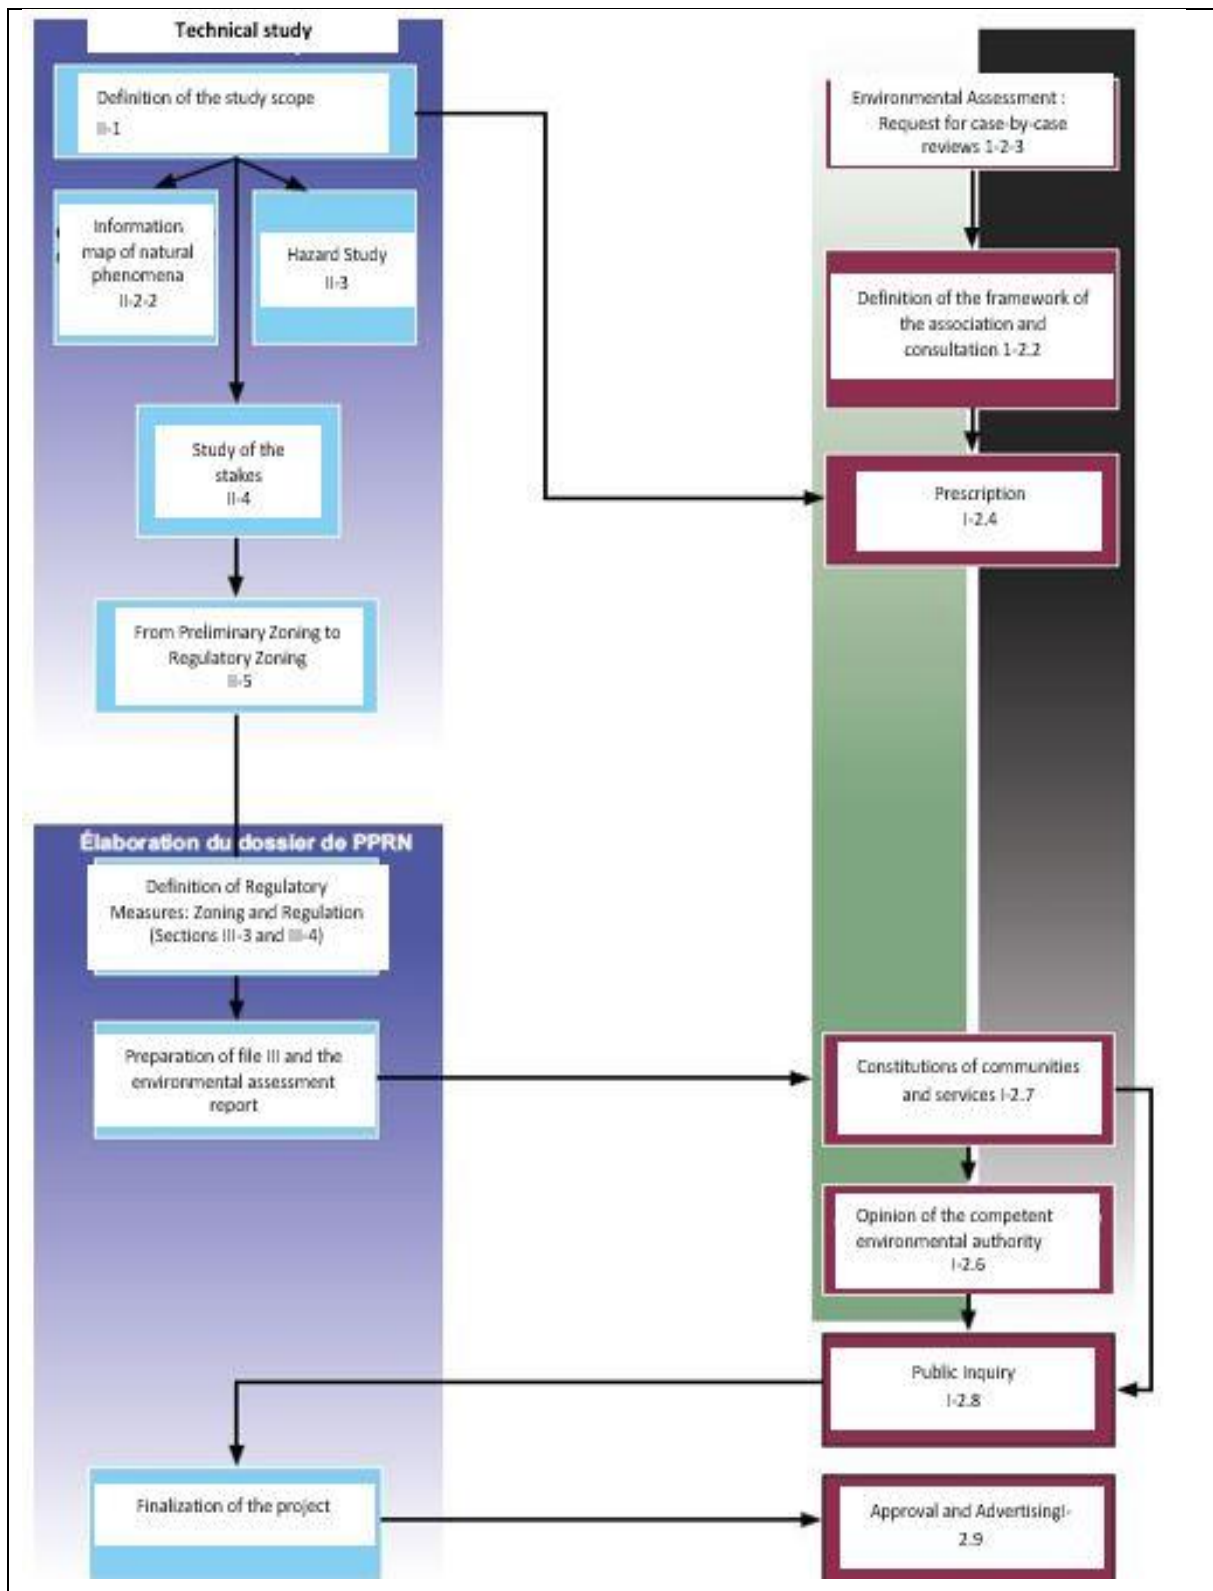 Technical study
Definition of the study scope
II-1
Information
map of natural
phenomena
II-2-2
Hazard Study
II-3
Study of the
stakes
II-4
From Preliminary Zoning to
Regulatory Zoning
II-5
Élaboration du dossier de PPRN
Definition of Regulatory
Measures: Zoning and Regulation
(Sections III-3 and III-4)
Preparation of file III and the
environmental assessment
report
Finalization of the project
Environmental Assessment :
Request for case-by-case
reviews 1-2-3
Definition of the framework of
the association and
consultation 1-2.2
Prescription
I-2.4
Constitutions of communities
and services I-2.7
Opinion of the competent
environmental authority
I-2.6
Public Inquiry
I-2.8
Approval and AdvertisingI-
2.9